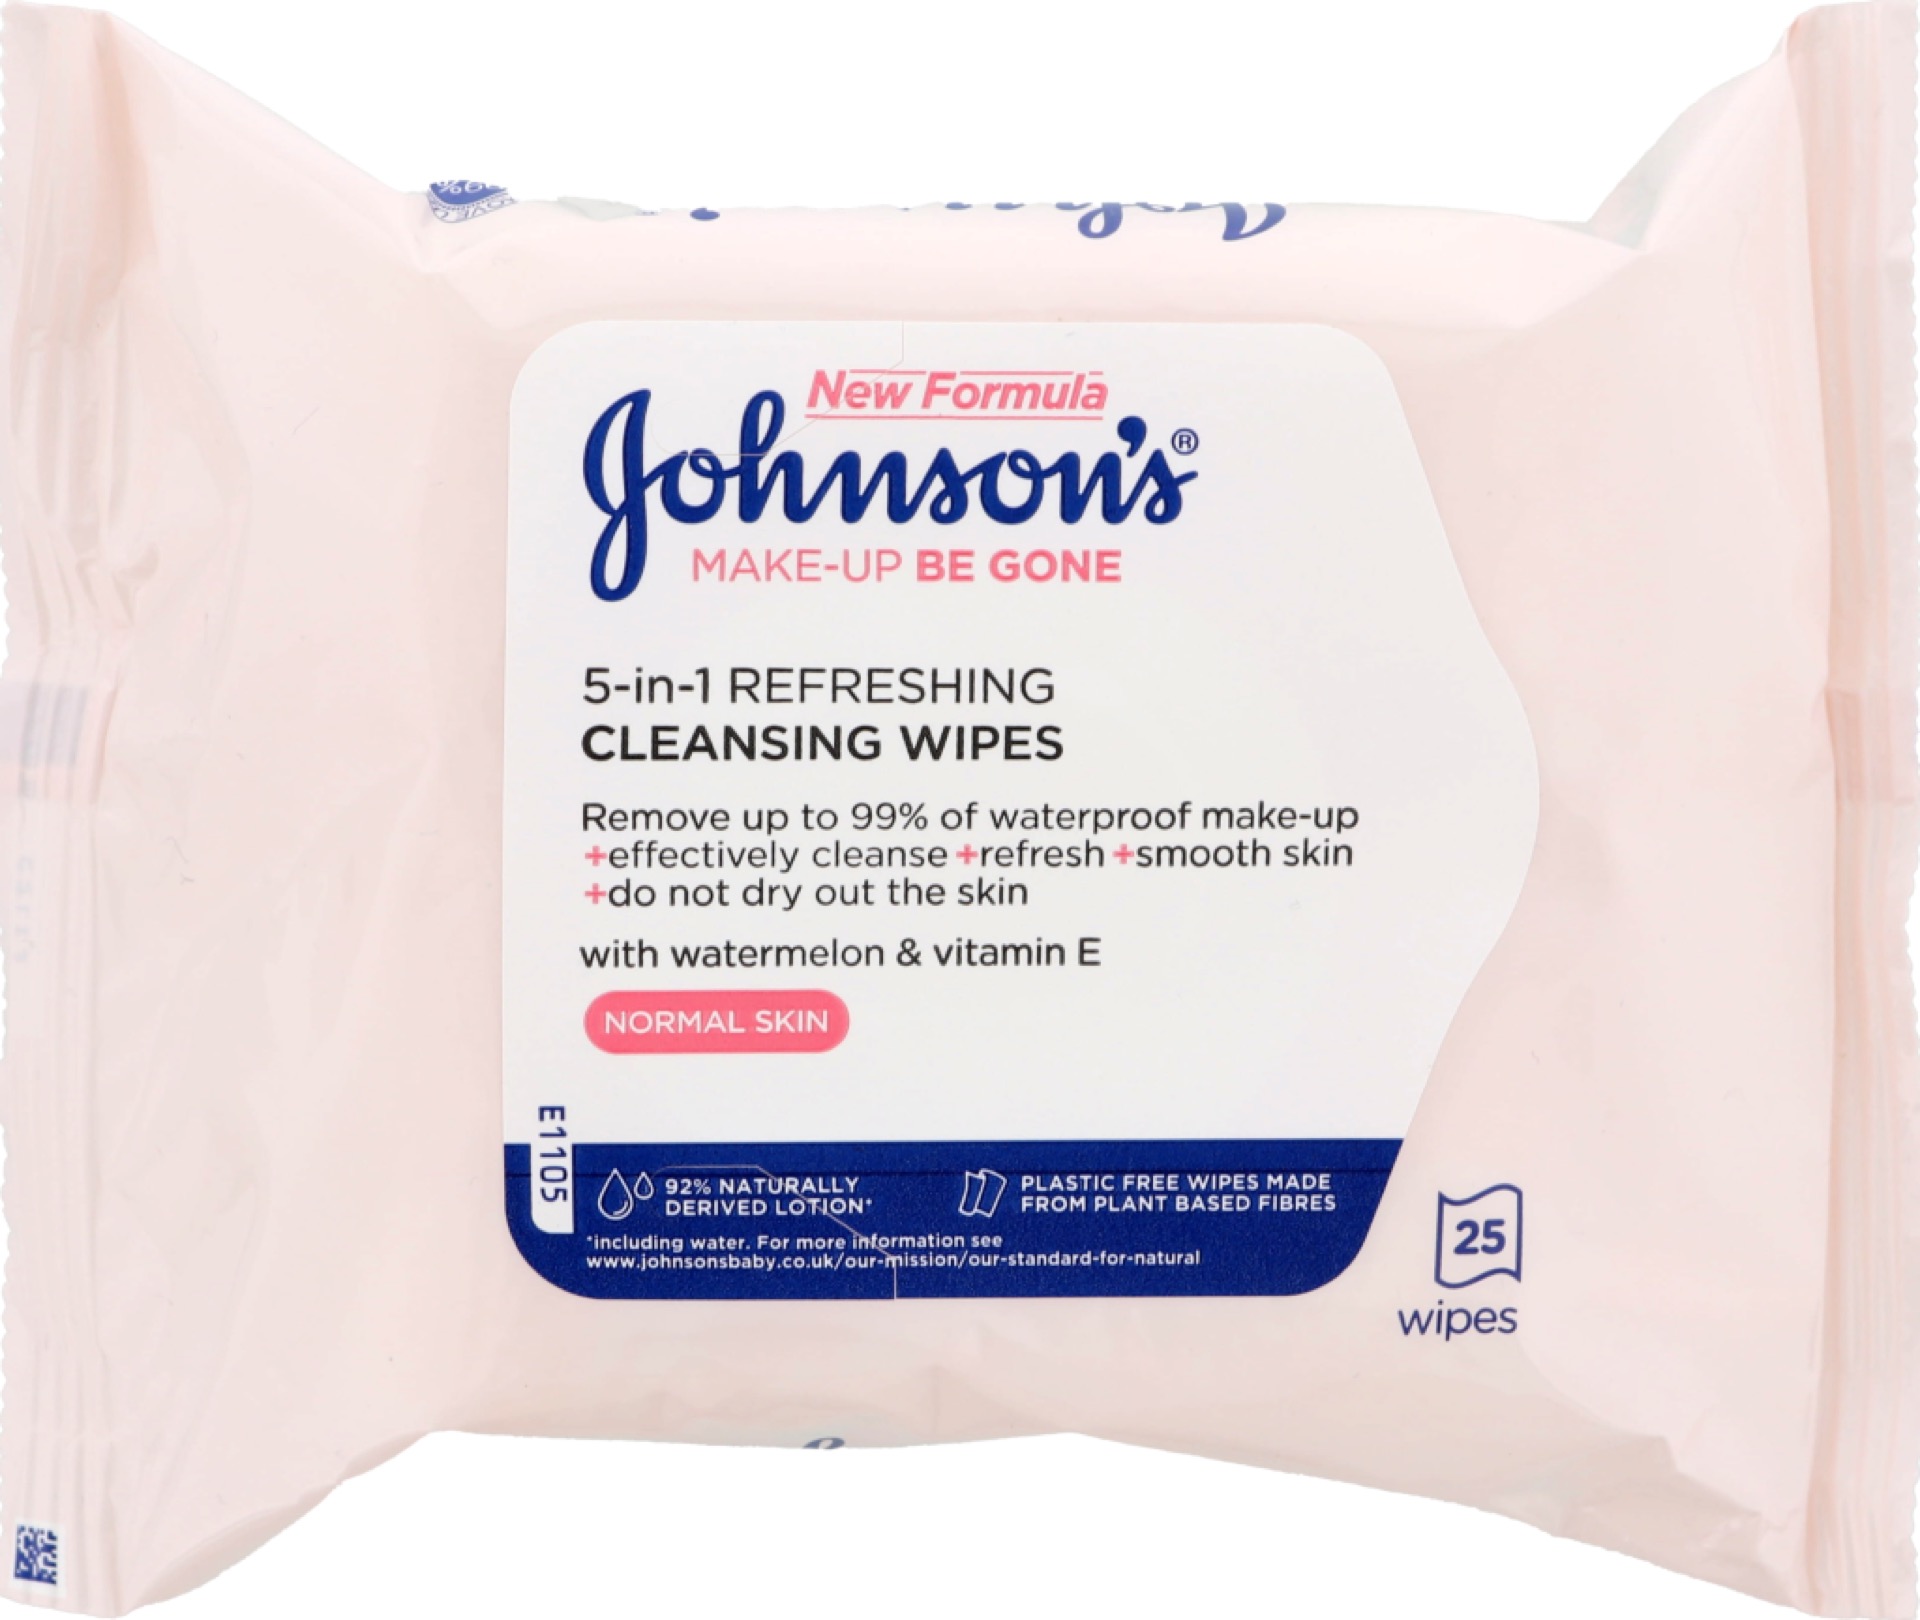 New Formula
Johnson's®
MAKE-UP BE GONE
5-in-1 REFRESHING
CLEANSING WIPES
Remove up to 99% of waterproof make-up
+effectively cleanse +refresh +smooth skin
+do not dry out the skin
with watermelon & vitamin E
NORMAL SKIN
E1105
92% NATURALLY
DERIVED LOTION*
PLASTIC FREE WIPES MADE
FROM PLANT BASED FIBRES
*including water. For more information see
www.johnsonsbaby.co.uk/our-mission/our-standard-for-natural
25
wipes